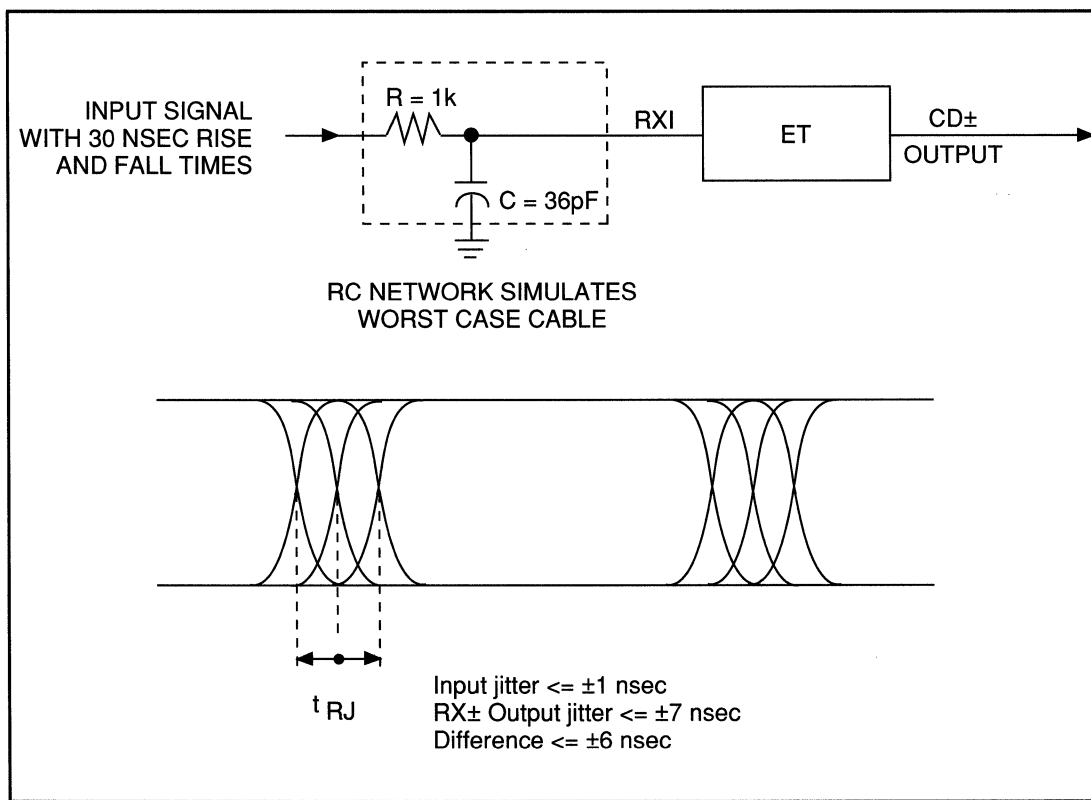 INPUT SIGNAL
WITH 30 NSEC RISE
AND FALL TIMES
R = 1k
C = 36pF
RXI
ET
CD±
OUTPUT
RC NETWORK SIMULATES
WORST CASE CABLE
t RJ
Input jitter <= ±1 nsec
RX± Output jitter <= ±7 nsec
Difference <= ±6 nsec